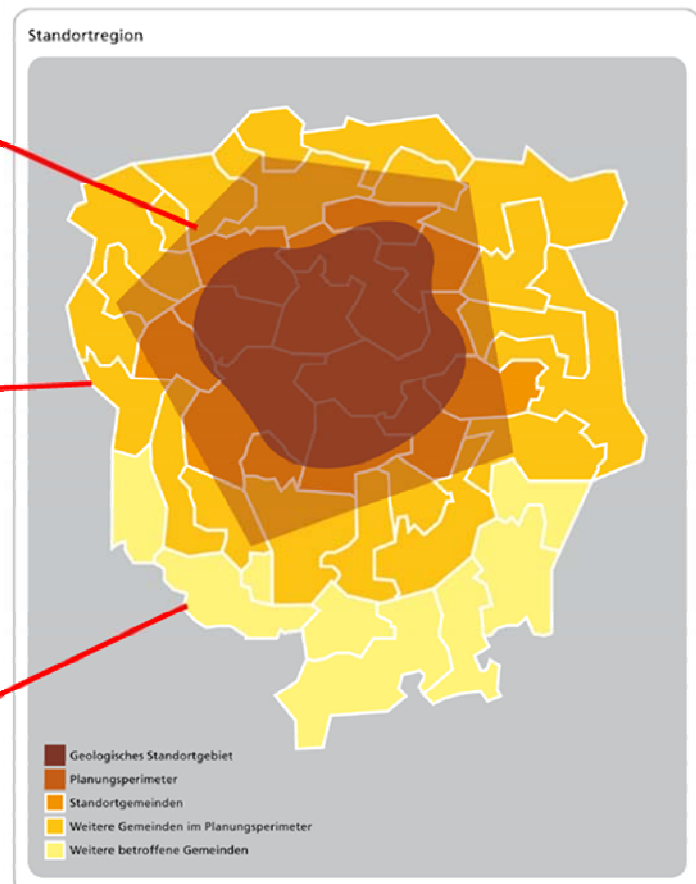 Standortregion
Geologisches Standortgebiet
Planungsperimeter
Standortgemeinden
Weitere Gemeinden im Planungsperimeter
Weitere betroffene Gemeinden